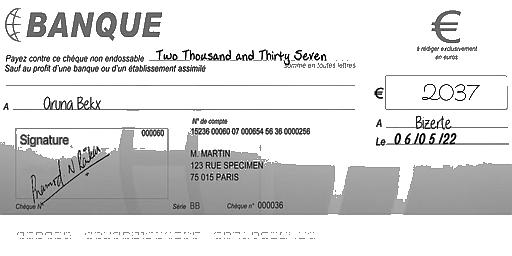 BANQUE
€
à rédiger exclusivement
en euros
Payez contre ce chèque non endossable Two Thousand and Thirty Seven
Sauf au profit d'une banque ou d'un établissement assimilé
somme en toutes lettres
€ 2037
A Aruna Bekx
A Bizerte
Le 06/05/22
Signature
000060
N° de compte
15236 00060 07 000654 56 36 0000256
M. MARTIN
123 RUE SPECIMEN
75 015 PARIS
Chèque N°
Série BB
Chèque n° 000036